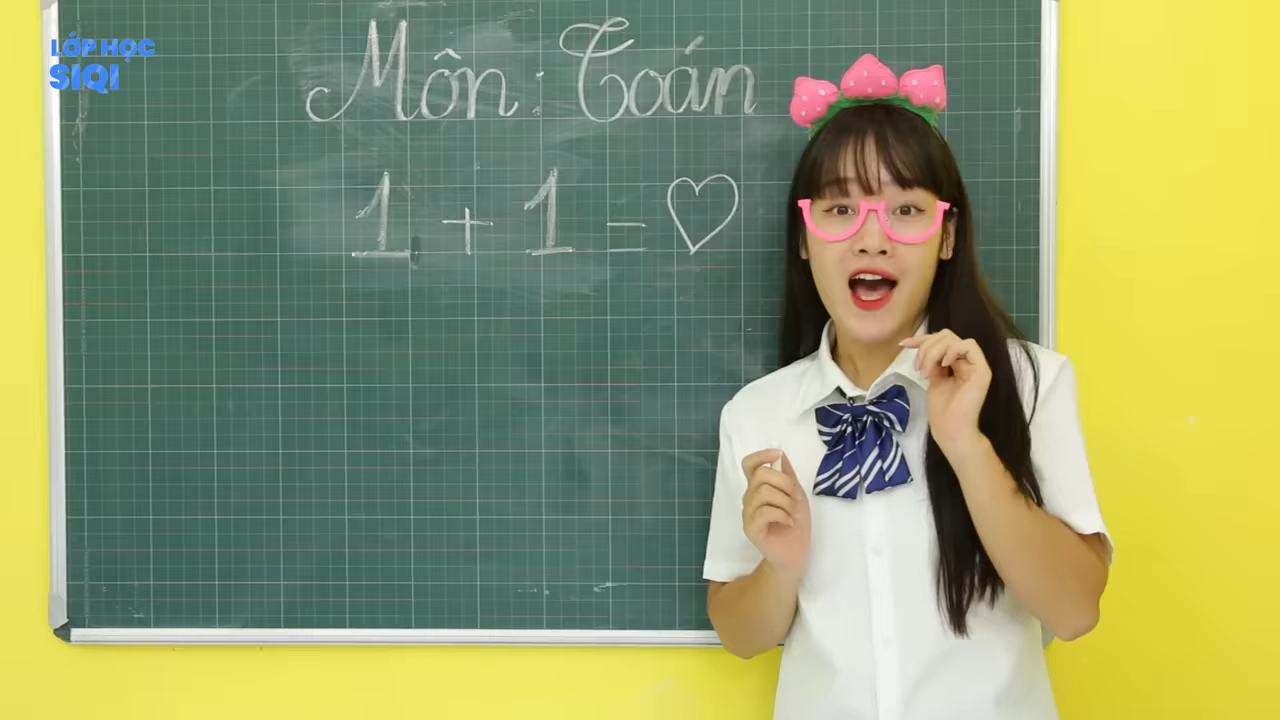 LỚP HỌC
SIQI
Môn: Toán
1 + 1 = ♡